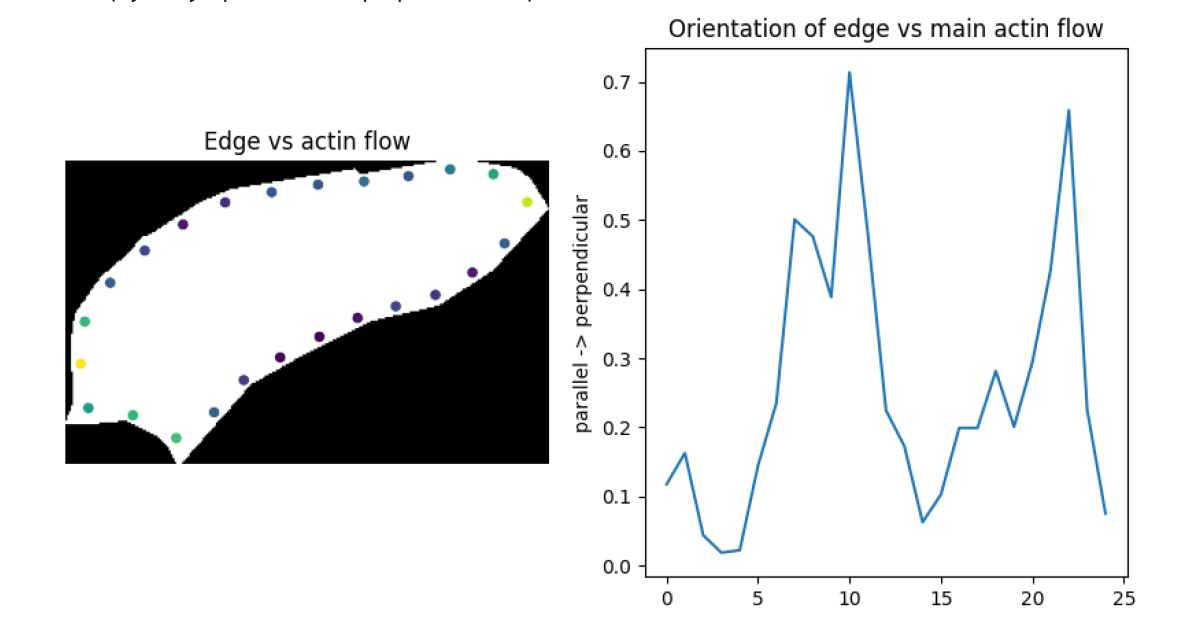 Edge vs actin flow
Orientation of edge vs main actin flow
parallel -> perpendicular
0.7
0.6
0.5
0.4
0.3
0.2
0.1
0.0
0 5 10 15 20 25